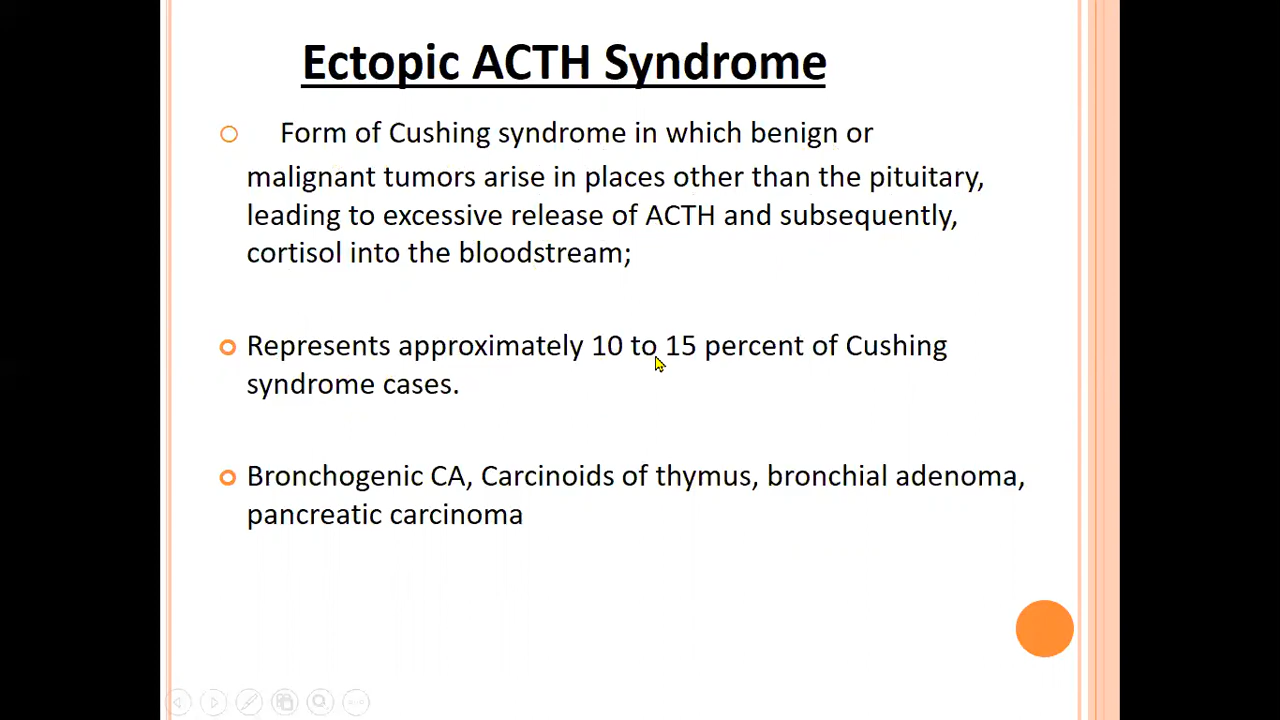 Ectopic ACTH Syndrome
Form of Cushing syndrome in which benign or
malignant tumors arise in places other than the pituitary,
leading to excessive release of ACTH and subsequently,
cortisol into the bloodstream;
Represents approximately 10 to 15 percent of Cushing
syndrome cases.
Bronchogenic CA, Carcinoids of thymus, bronchial adenoma,
pancreatic carcinoma